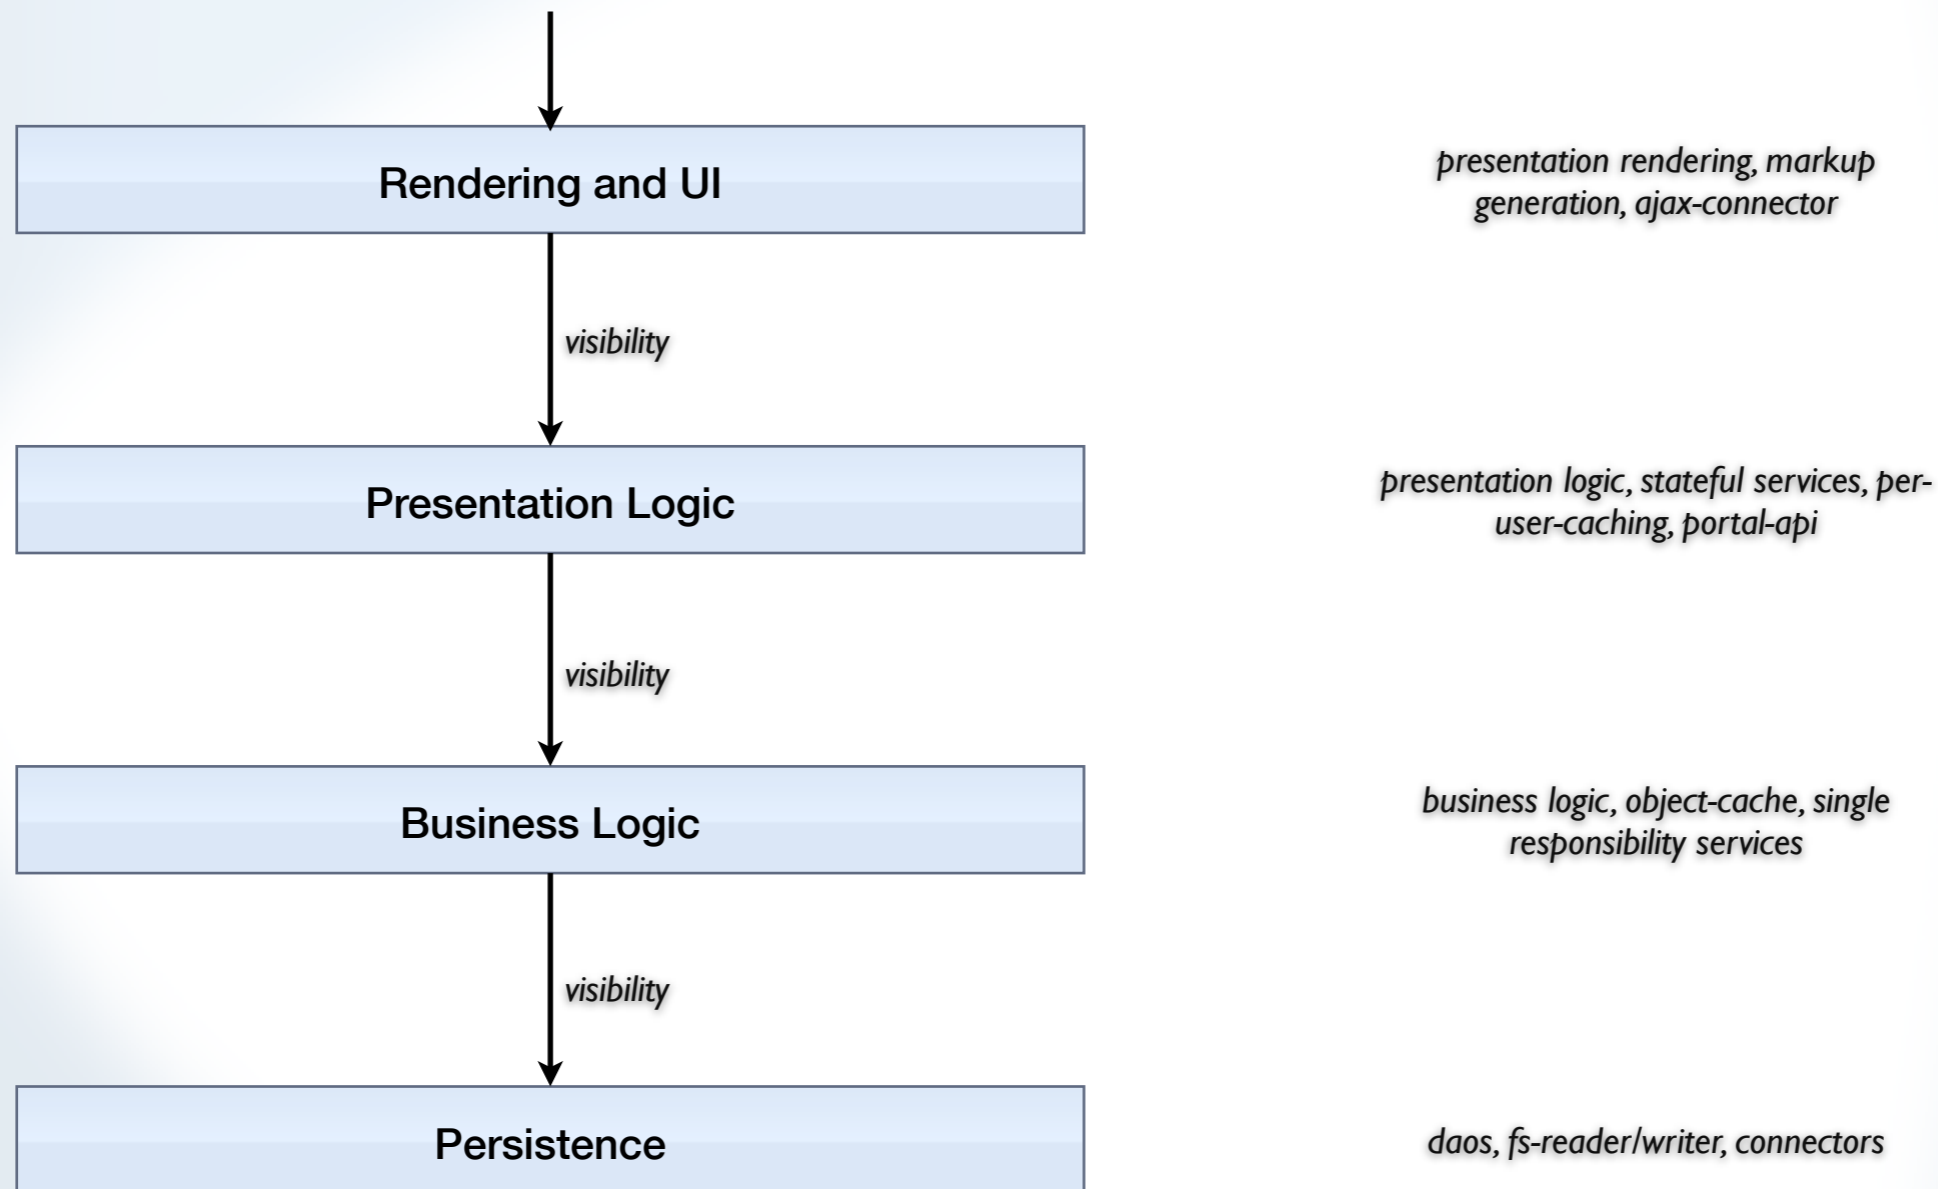 Rendering and UI
presentation rendering, markup
generation, ajax-connector
visibility
Presentation Logic
presentation logic, stateful services, per-
user-caching, portal-api
visibility
Business Logic
business logic, object-cache, single
responsibility services
visibility
Persistence
daos, fs-reader/writer, connectors